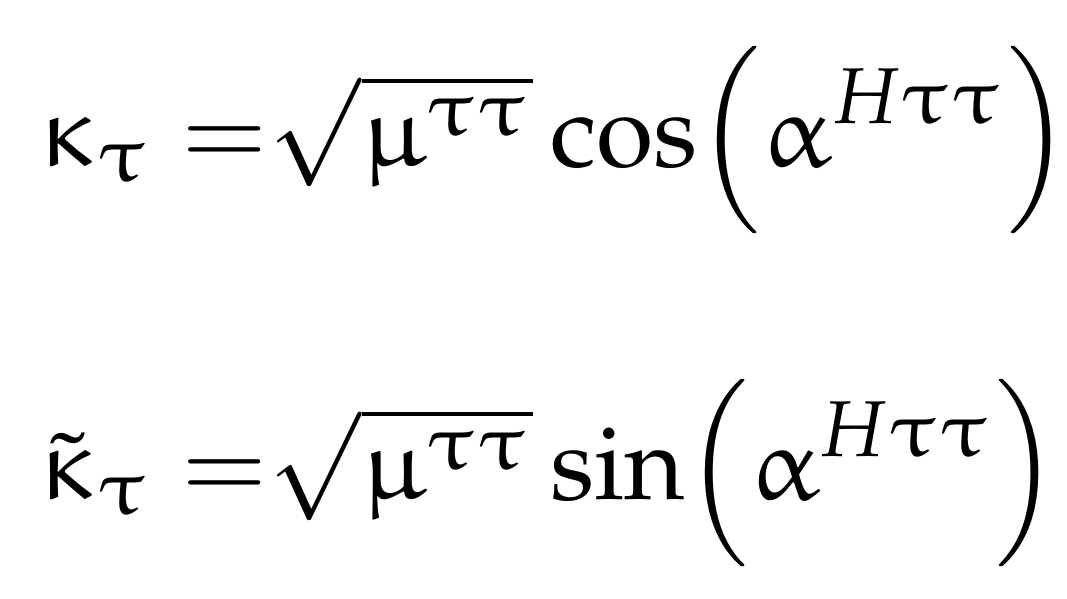 κ_τ = √(μ^{ττ}) cos(α^{Hττ})
κ̃_τ = √(μ^{ττ}) sin(α^{Hττ})